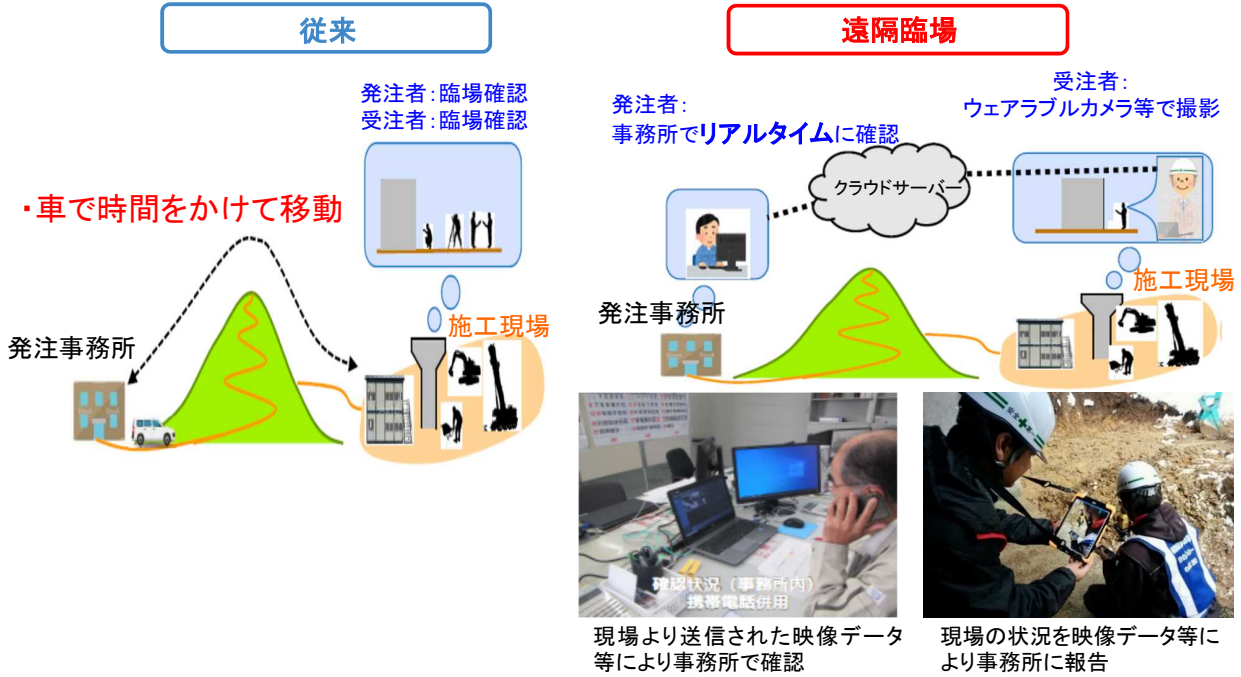 従来
発注者：臨場確認
受注者：臨場確認
・車で時間をかけて移動
発注事務所
施工現場
遠隔臨場
発注者：
事務所でリアルタイムに確認
受注者：
ウェアラブルカメラ等で撮影
クラウドサーバー
発注事務所
施工現場
確認状況（事務所内）
携帯電話併用
安全
現場より送信された映像データ
等により事務所で確認
現場の状況を映像データ等に
より事務所に報告